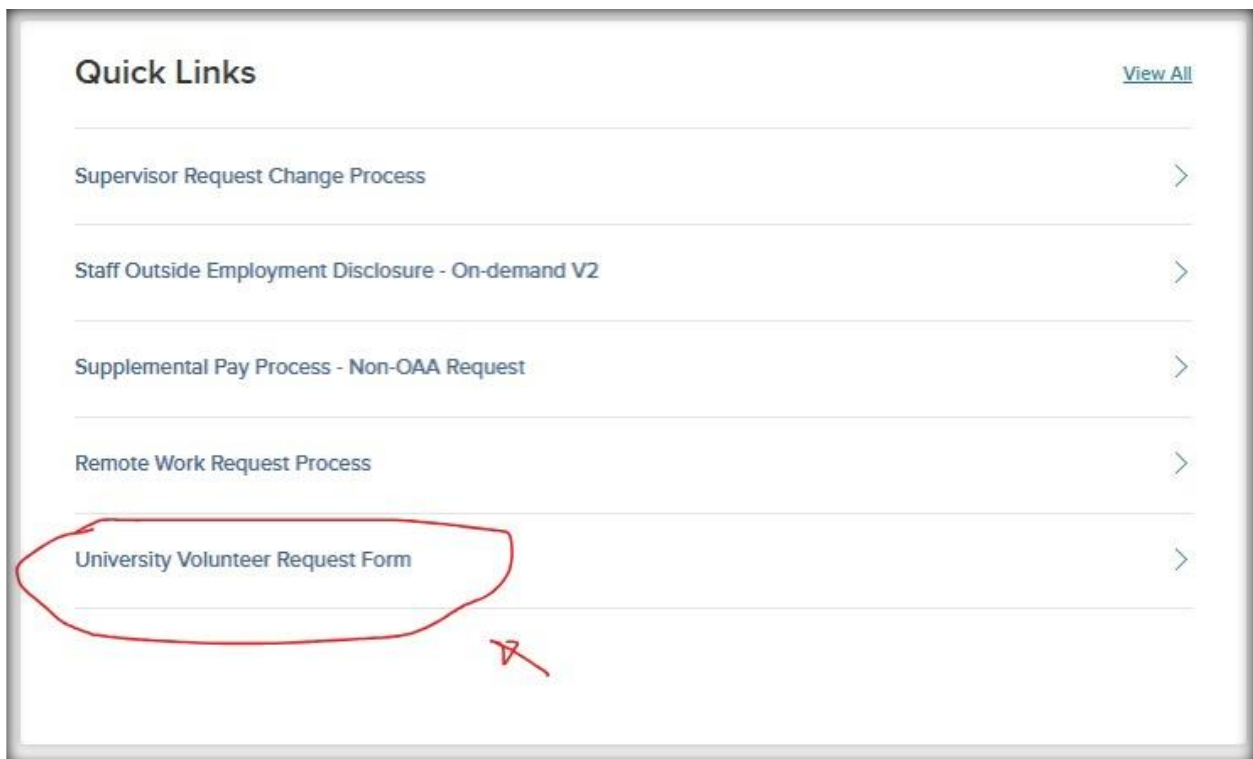 Quick Links
View All
Supervisor Request Change Process
Staff Outside Employment Disclosure - On-demand V2
Supplemental Pay Process - Non-OAA Request
Remote Work Request Process
University Volunteer Request Form